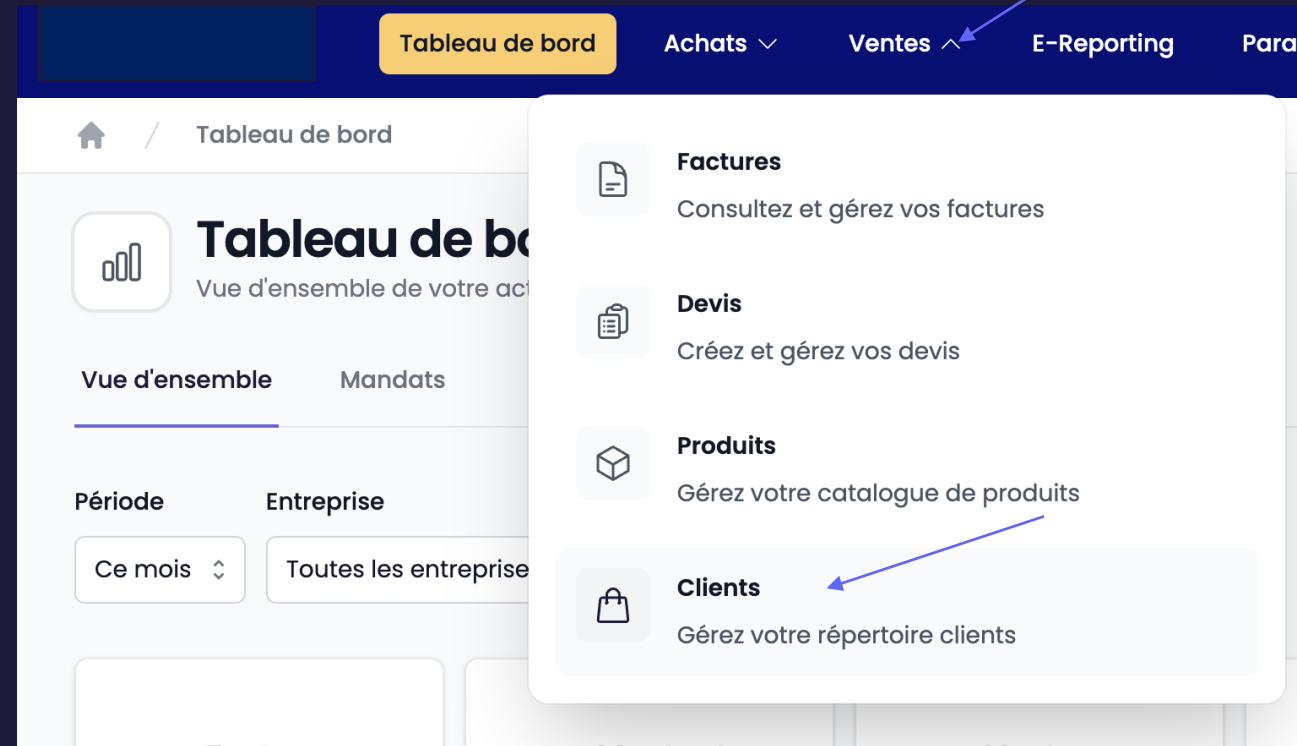 Tableau de bord
Achats
Ventes
E-Reporting
Para
Tableau de bord
Tableau de bo
Vue d'ensemble de votre act
Vue d'ensemble
Mandats
Période
Entreprise
Ce mois
Toutes les entreprise
Factures
Consultez et gérez vos factures
Devis
Créez et gérez vos devis
Produits
Gérez votre catalogue de produits
Clients
Gérez votre répertoire clients